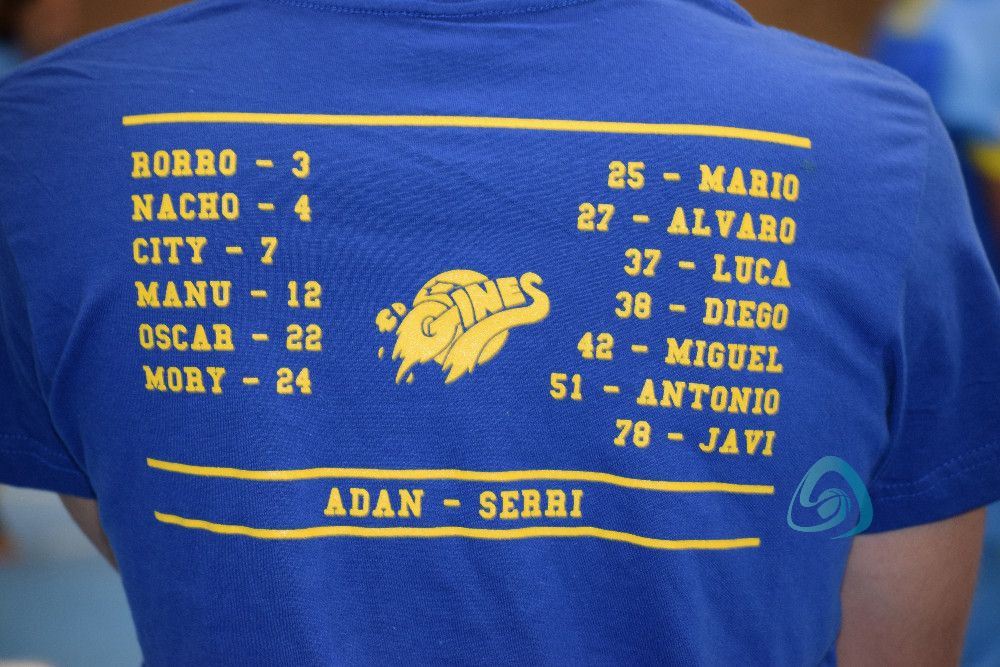 RORRO - 3
NACHO - 4
CITY - 7
MANU - 12
OSCAR - 22
MORY - 24
CD GINES
25 - MARIO
27 - ALVARO
37 - LUCA
38 - DIEGO
42 - MIGUEL
51 - ANTONIO
78 - JAVI
ADAN - SERRI